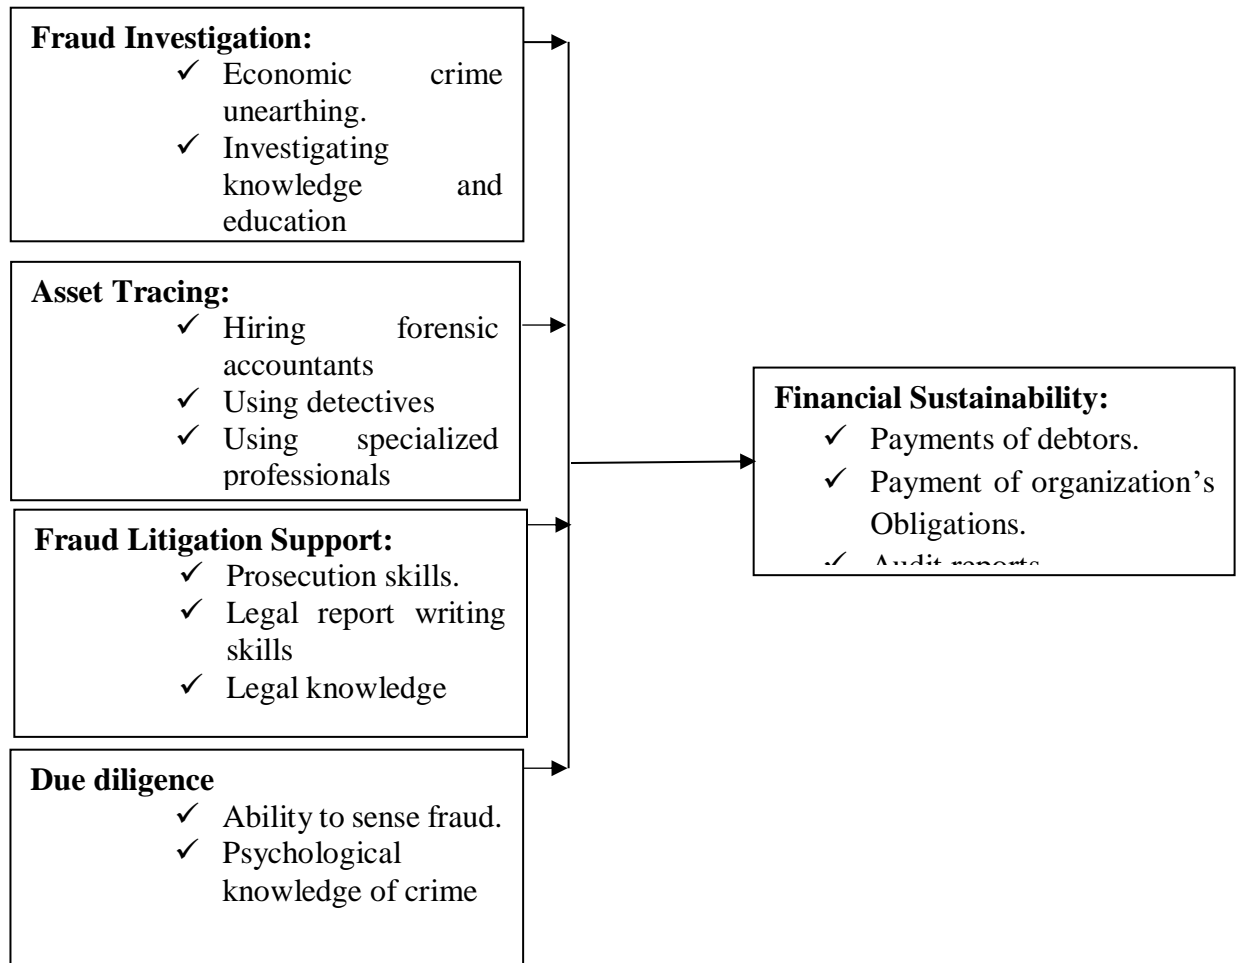 Fraud Investigation:
✓ Economic crime
unearthing.
✓ Investigating
knowledge and
education
Asset Tracing:
✓ Hiring forensic
accountants
✓ Using detectives
✓ Using specialized
professionals
Fraud Litigation Support:
✓ Prosecution skills.
✓ Legal report writing
skills
✓ Legal knowledge
Due diligence
✓ Ability to sense fraud.
✓ Psychological
knowledge of crime
Financial Sustainability:
✓ Payments of debtors.
✓ Payment of organization’s
Obligations.
✓ Audit reports